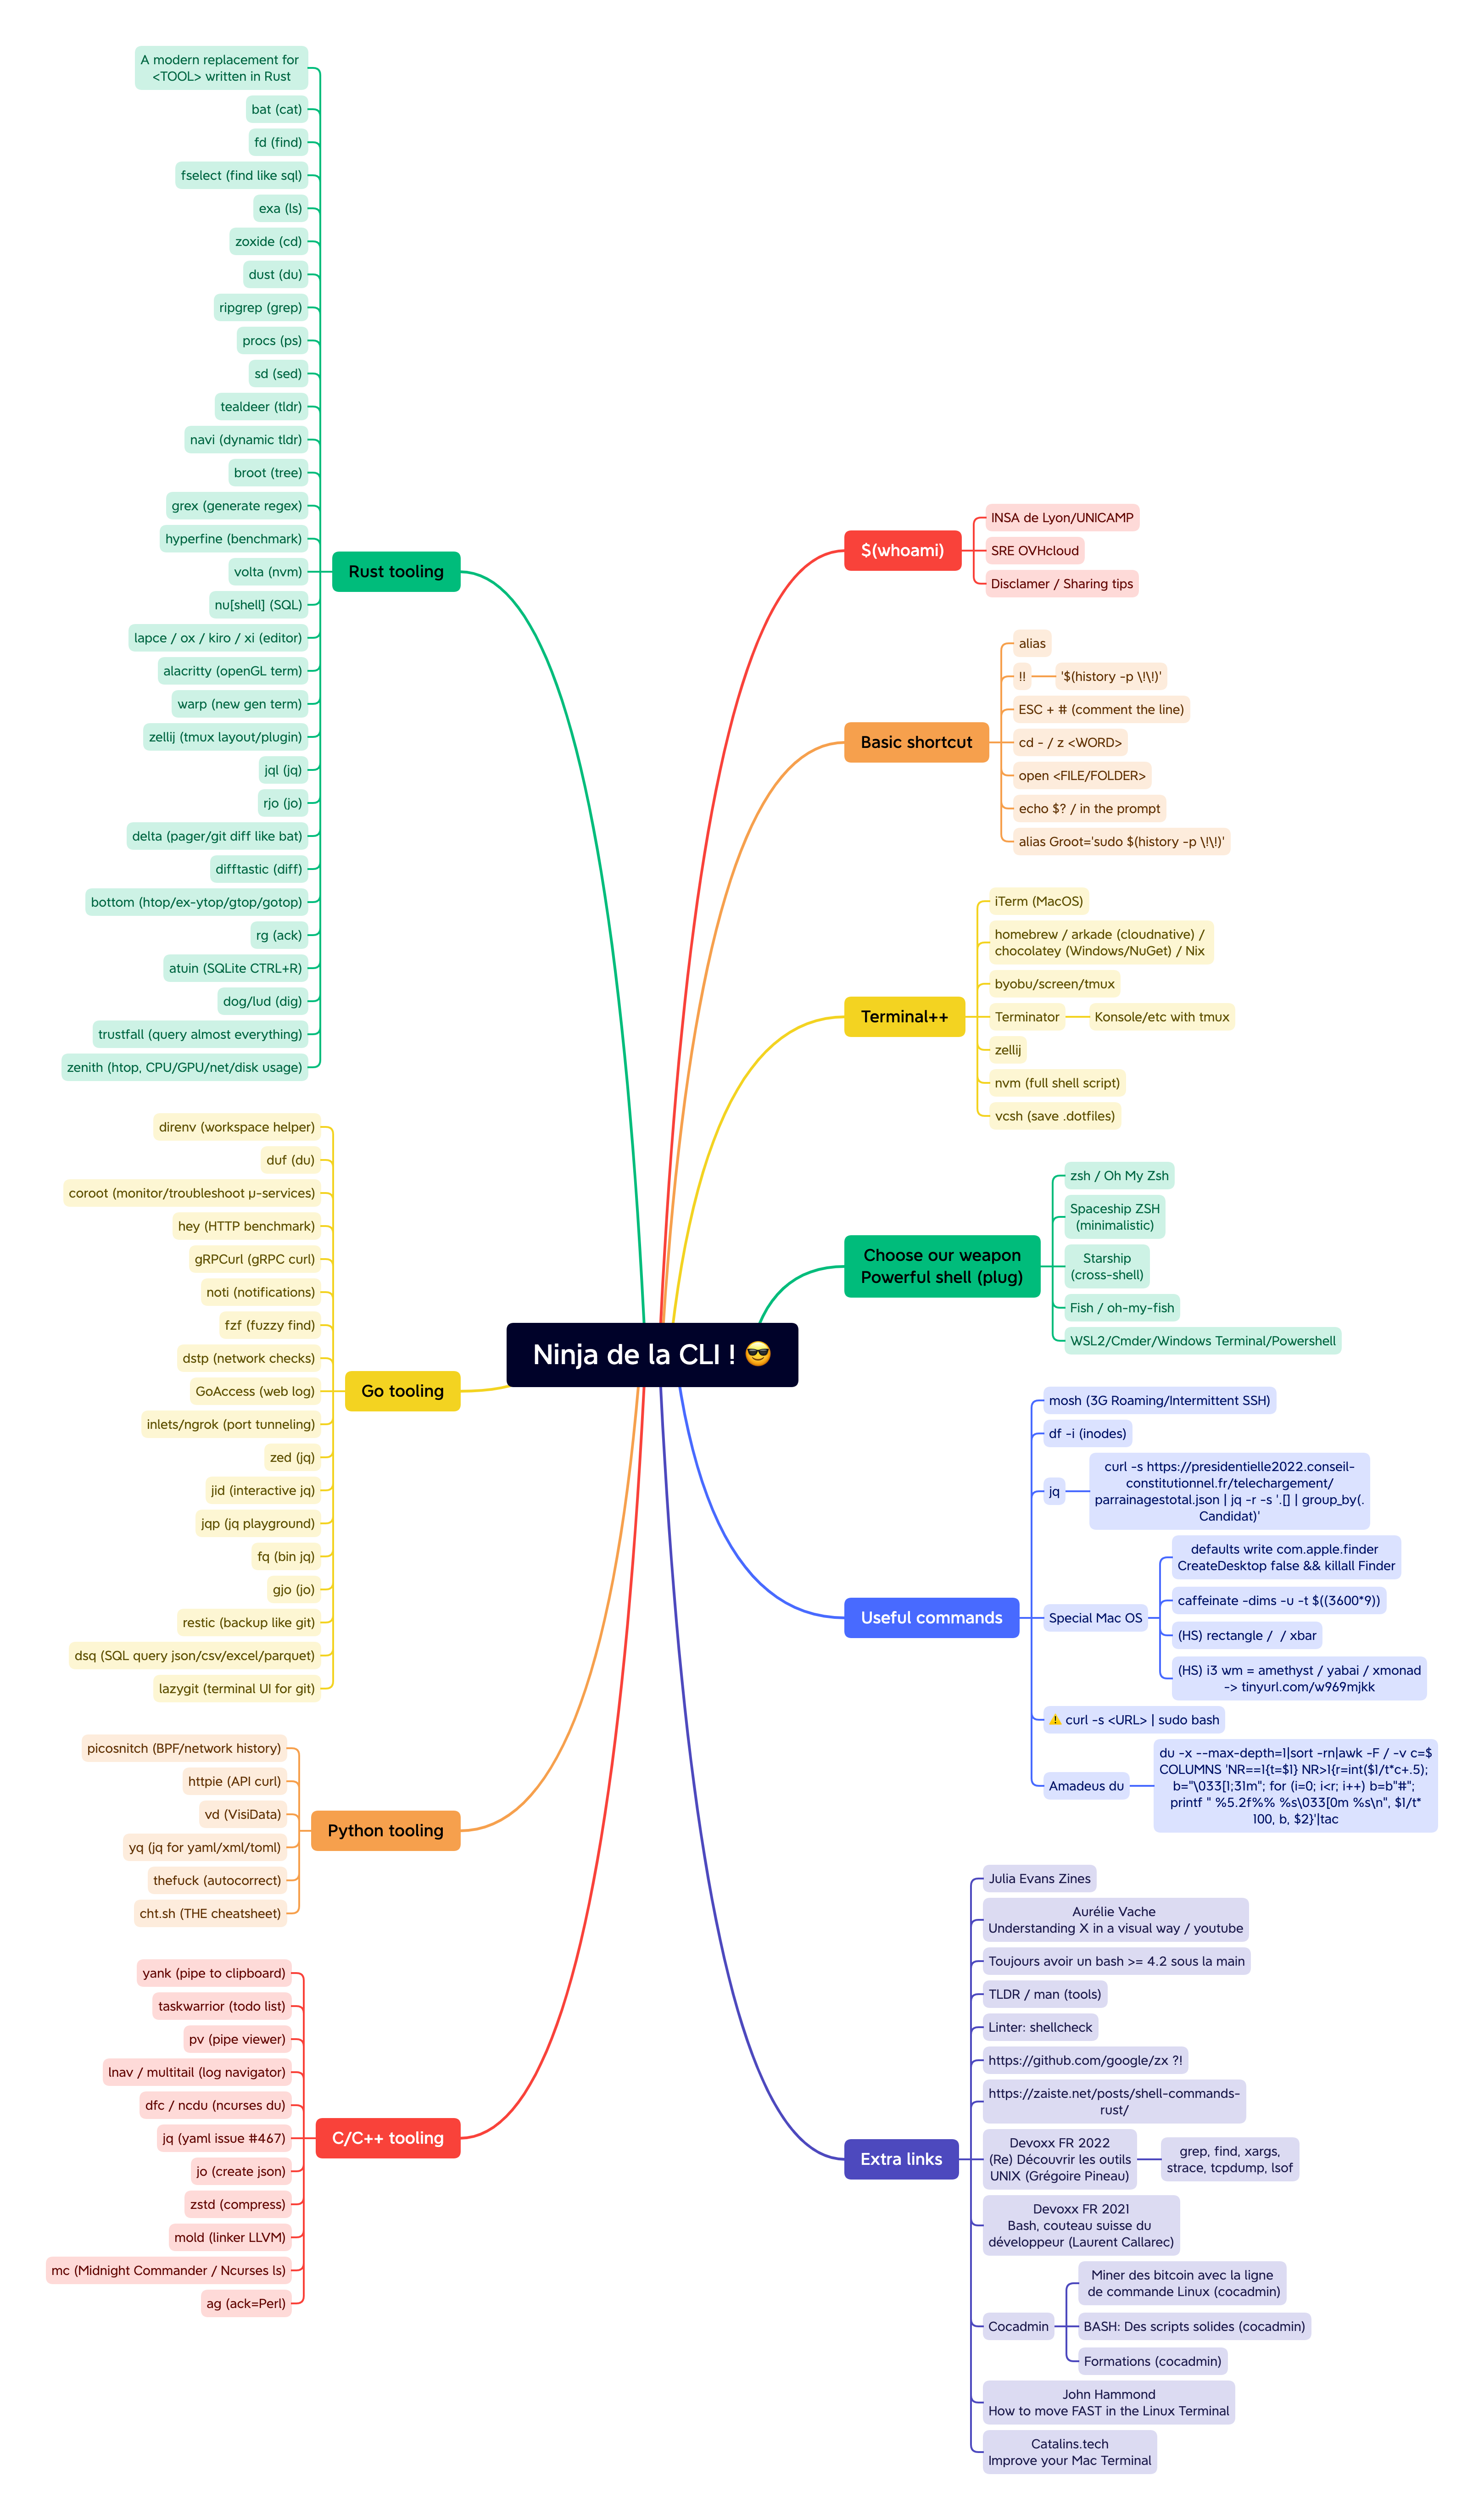 Ninja de la CLI ! 😎
$(whoami)
INSA de Lyon/UNICAMP
SRE OVHcloud
Disclamer / Sharing tips
Basic shortcut
alias
!!
'$(history -p \!\!)'
ESC + # (comment the line)
cd - / z <WORD>
open <FILE/FOLDER>
echo $? / in the prompt
alias Groot='sudo $(history -p \!\!)'
Terminal++
iTerm (MacOS)
homebrew / arkade (cloudnative) /
chocolatey (Windows/NuGet) / Nix
byobu/screen/tmux
Terminator
Konsole/etc with tmux
zellij
nvm (full shell script)
vcsh (save .dotfiles)
Choose our weapon
Powerful shell (plug)
zsh / Oh My Zsh
Spaceship ZSH
(minimalistic)
Starship
(cross-shell)
Fish / oh-my-fish
WSL2/Cmder/Windows Terminal/Powershell
Useful commands
mosh (3G Roaming/Intermittent SSH)
df -i (inodes)
jq
curl -s https://presidentielle2022.conseil-
constitutionnel.fr/telechargement/
parrainagestotal.json | jq -r -s '.[] | group_by(.
Candidat)'
Special Mac OS
defaults write com.apple.finder
CreateDesktop false && killall Finder
caffeinate -dims -u -t $((3600*9))
(HS) rectangle /  / xbar
(HS) i3 wm = amethyst / yabai / xmonad
-> tinyurl.com/w969mjkk
⚠️ curl -s <URL> | sudo bash
Amadeus du
du -x --max-depth=1|sort -rn|awk -F / -v c=$
COLUMNS 'NR==1{t=$1} NR>1{r=int($1/t*c+.5);
b="\033[1;31m"; for (i=0; i<r; i++) b=b"#";
printf " %5.2f%% %s\033[0m %s\n", $1/t*
100, b, $2}'|tac
Extra links
Julia Evans Zines
Aurélie Vache
Understanding X in a visual way / youtube
Toujours avoir un bash >= 4.2 sous la main
TLDR / man (tools)
Linter: shellcheck
https://github.com/google/zx ?!
https://zaiste.net/posts/shell-commands-
rust/
Devoxx FR 2022
(Re) Découvrir les outils
UNIX (Grégoire Pineau)
grep, find, xargs,
strace, tcpdump, lsof
Devoxx FR 2021
Bash, couteau suisse du
développeur (Laurent Callarec)
Cocadmin
Miner des bitcoin avec la ligne
de commande Linux (cocadmin)
BASH: Des scripts solides (cocadmin)
Formations (cocadmin)
John Hammond
How to move FAST in the Linux Terminal
Catalins.tech
Improve your Mac Terminal
Rust tooling
A modern replacement for
<TOOL> written in Rust
bat (cat)
fd (find)
fselect (find like sql)
exa (ls)
zoxide (cd)
dust (du)
ripgrep (grep)
procs (ps)
sd (sed)
tealdeer (tldr)
navi (dynamic tldr)
broot (tree)
grex (generate regex)
hyperfine (benchmark)
volta (nvm)
nu[shell] (SQL)
lapce / ox / kiro / xi (editor)
alacritty (openGL term)
warp (new gen term)
zellij (tmux layout/plugin)
jql (jq)
rjo (jo)
delta (pager/git diff like bat)
difftastic (diff)
bottom (htop/ex-ytop/gtop/gotop)
rg (ack)
atuin (SQLite CTRL+R)
dog/lud (dig)
trustfall (query almost everything)
zenith (htop, CPU/GPU/net/disk usage)
Go tooling
direnv (workspace helper)
duf (du)
coroot (monitor/troubleshoot µ-services)
hey (HTTP benchmark)
gRPCurl (gRPC curl)
noti (notifications)
fzf (fuzzy find)
dstp (network checks)
GoAccess (web log)
inlets/ngrok (port tunneling)
zed (jq)
jid (interactive jq)
jqp (jq playground)
fq (bin jq)
gjo (jo)
restic (backup like git)
dsq (SQL query json/csv/excel/parquet)
lazygit (terminal UI for git)
Python tooling
picosnitch (BPF/network history)
httpie (API curl)
vd (VisiData)
yq (jq for yaml/xml/toml)
thefuck (autocorrect)
cht.sh (THE cheatsheet)
C/C++ tooling
yank (pipe to clipboard)
taskwarrior (todo list)
pv (pipe viewer)
lnav / multitail (log navigator)
dfc / ncdu (ncurses du)
jq (yaml issue #467)
jo (create json)
zstd (compress)
mold (linker LLVM)
mc (Midnight Commander / Ncurses ls)
ag (ack=Perl)